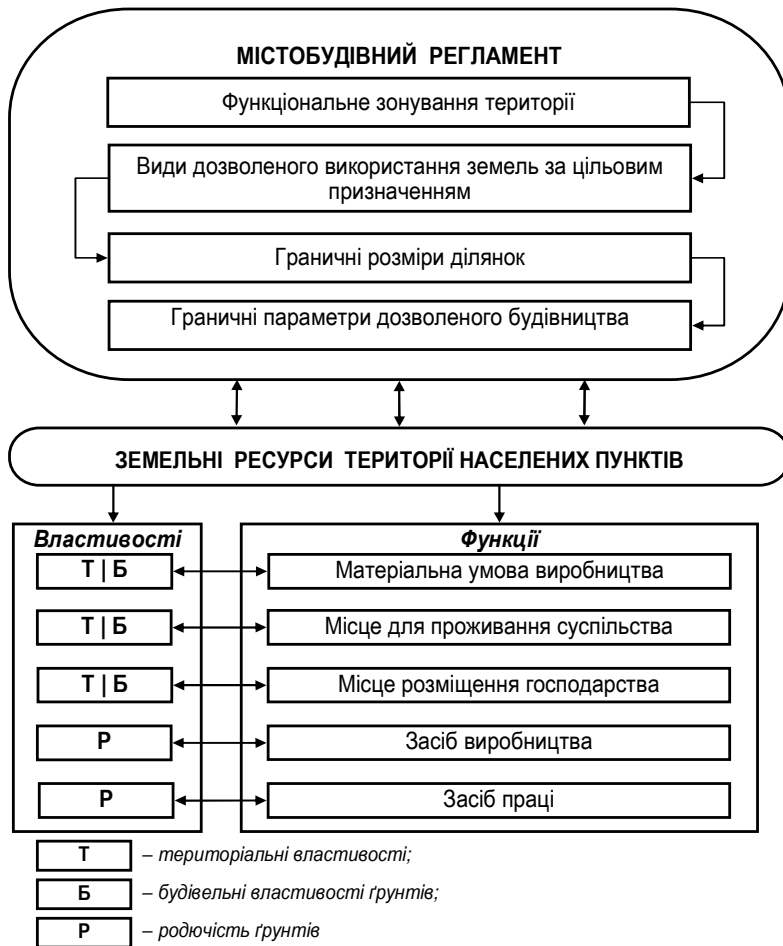 МІСТОБУДІВНИЙ РЕГЛАМЕНТ
Функціональне зонування території
Види дозволеного використання земель за цільовим
призначенням
Граничні розміри ділянок
Граничні параметри дозволеного будівництва
ЗЕМЕЛЬНІ РЕСУРСИ ТЕРИТОРІЇ НАСЕЛЕНИХ ПУНКТІВ
Властивості
Функції
Т | Б
Матеріальна умова виробництва
Т | Б
Місце для проживання суспільства
Т | Б
Місце розміщення господарства
Р
Засіб виробництва
Р
Засіб праці
Т – територіальні властивості;
Б – будівельні властивості ґрунтів;
Р – родючість ґрунтів